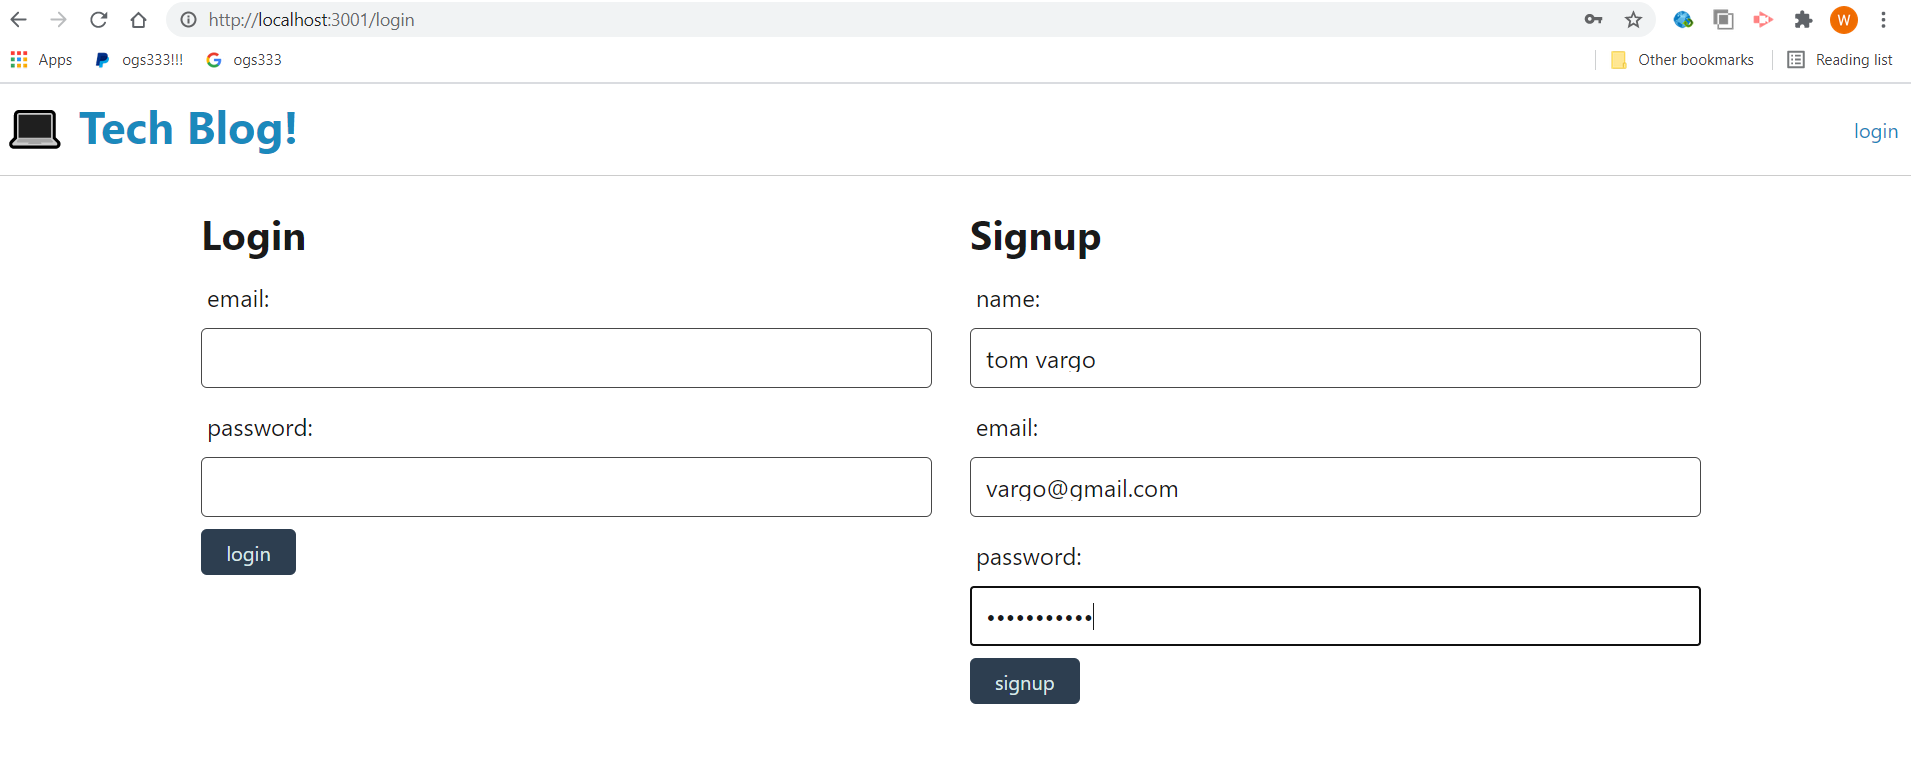 http://localhost:3001/login
W
Apps ogs333!!! ogs333 Other bookmarks Reading list
Tech Blog!
login
Login
email:
password:
login
Signup
name:
tom vargo
email:
vargo@gmail.com
password:
•••••••••••
signup